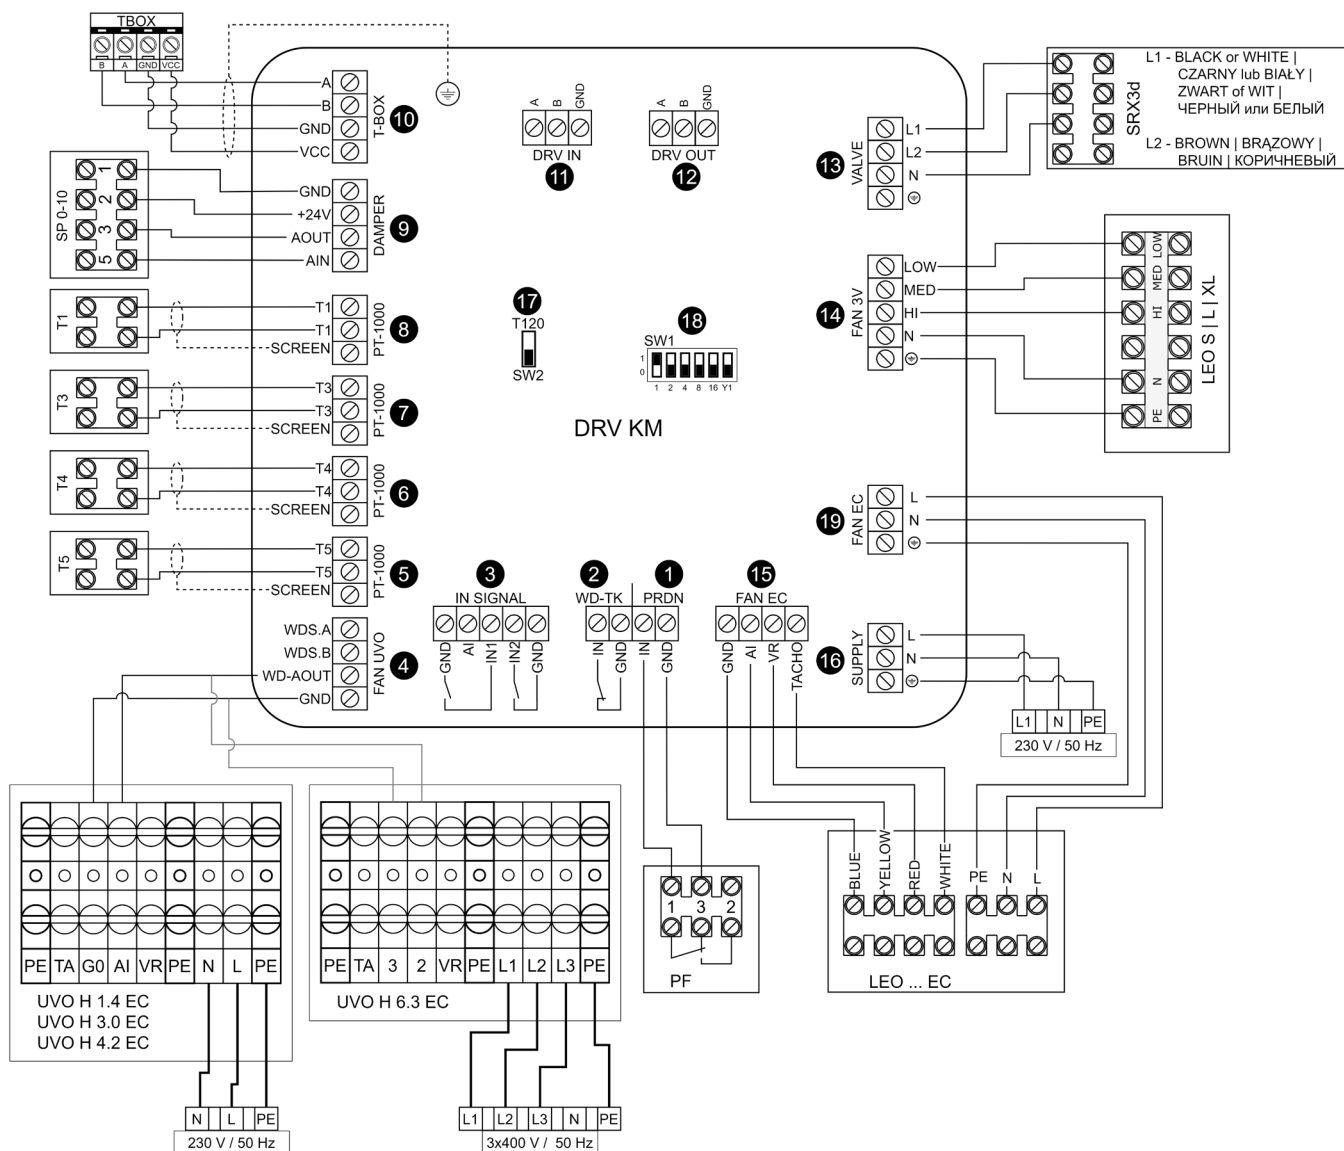 TBOX
B A GND VCC
A
B
GND
VCC
T-BOX
10
SP 0-10
1
2
3
5
GND
+24V
AOUT
AIN
DAMPER
9
T1
T1
T1
SCREEN
PT-1000
8
T3
T3
T3
SCREEN
PT-1000
7
T4
T4
T4
SCREEN
PT-1000
6
T5
T5
T5
SCREEN
PT-1000
5
WDS.A
WDS.B
WD-AOUT
GND
FAN UVO
4
A B GND
DRV IN
11
A B GND
DRV OUT
12
17
T120
SW2
18
SW1
1
0
1 2 4 8 16 Y1
DRV KM
3
IN SIGNAL
GND AI IN1 IN2 GND
2
WD-TK
IN GND
1
PRDN
IN GND
15
FAN EC
GND AI VR TACHO
13
VALVE
L1
L2
N
SRX3d
L1 - BLACK or WHITE |
CZARNY lub BIAŁY |
ZWART of WIT |
ЧЕРНЫЙ или БЕЛЫЙ
L2 - BROWN | BRĄZOWY |
BRUIN | КОРИЧНЕВЫЙ
14
FAN 3V
LOW
MED
HI
N
LOW
MED
HI
N
PE
LEO S | L | XL
19
FAN EC
L
N
16
SUPPLY
L
N
L1 N PE
230 V / 50 Hz
PE TA G0 AI VR PE N L PE
UVO H 1.4 EC
UVO H 3.0 EC
UVO H 4.2 EC
N L PE
230 V / 50 Hz
PE TA 3 2 VR PE L1 L2 L3 PE
UVO H 6.3 EC
L1 L2 L3 N PE
3x400 V / 50 Hz
1 3 2
PF
BLUE YELLOW RED WHITE PE N L
LEO ... EC